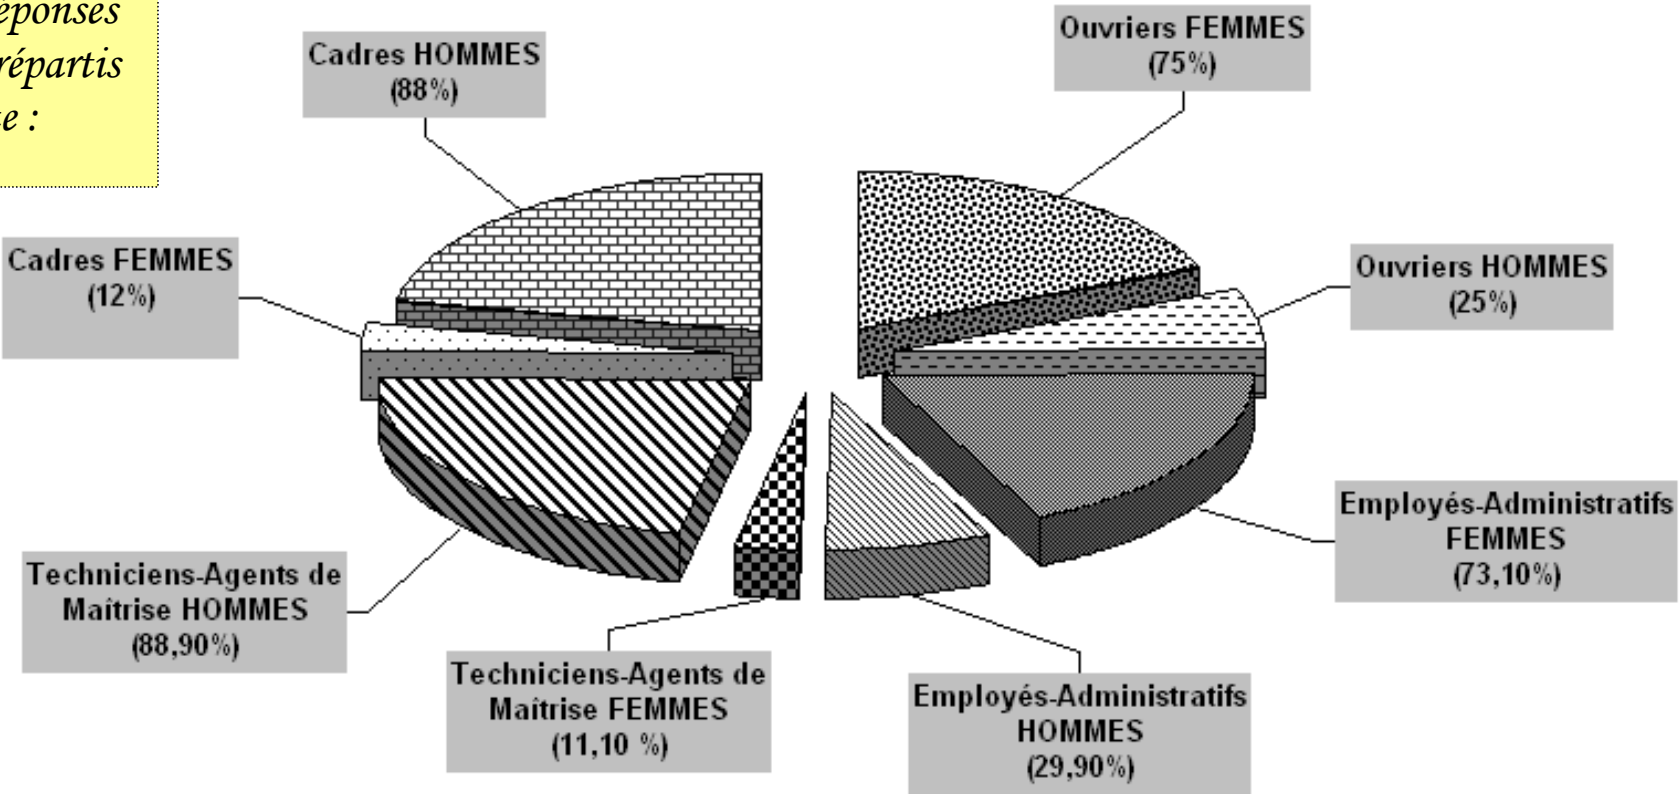 éponses
répartis
e :
Cadres HOMMES
(88%)
Ouvriers FEMMES
(75%)
Cadres FEMMES
(12%)
Ouvriers HOMMES
(25%)
Employés-Administratifs
FEMMES
(73,10%)
Techniciens-Agents de
Maîtrise HOMMES
(88,90%)
Techniciens-Agents de
Maîtrise FEMMES
(11,10 %)
Employés-Administratifs
HOMMES
(29,90%)